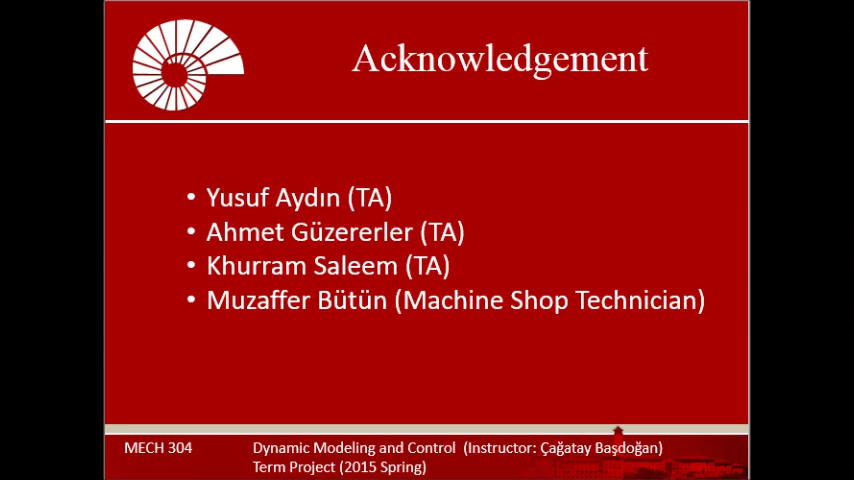 Acknowledgement
• Yusuf Aydın (TA)
• Ahmet Güzererler (TA)
• Khurram Saleem (TA)
• Muzaffer Bütün (Machine Shop Technician)
MECH 304
Dynamic Modeling and Control (Instructor: Çağatay Başdoğan)
Term Project (2015 Spring)